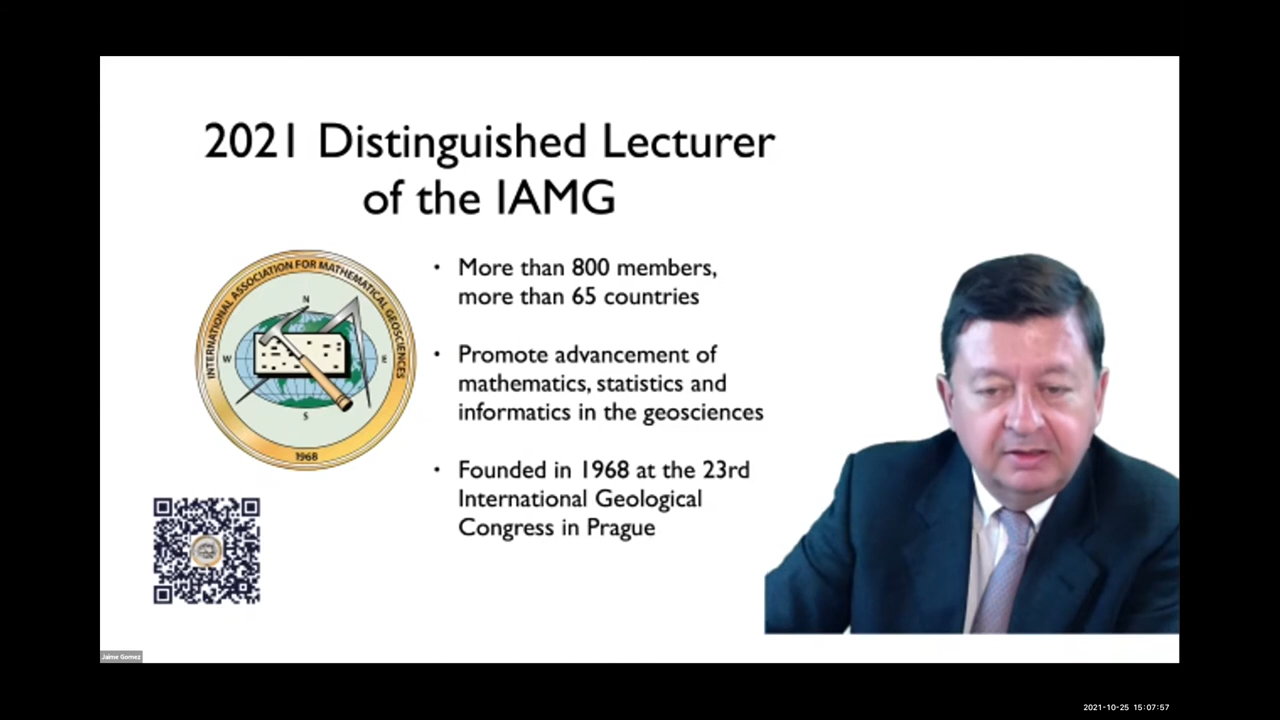 2021 Distinguished Lecturer
of the IAMG
INTERNATIONAL ASSOCIATION FOR MATHEMATICAL GEOSCIENCES
N
W
E
S
1968
• More than 800 members,
more than 65 countries
• Promote advancement of
mathematics, statistics and
informatics in the geosciences
• Founded in 1968 at the 23rd
International Geological
Congress in Prague
Jaime Gomez
2021-10-25 15:07:57